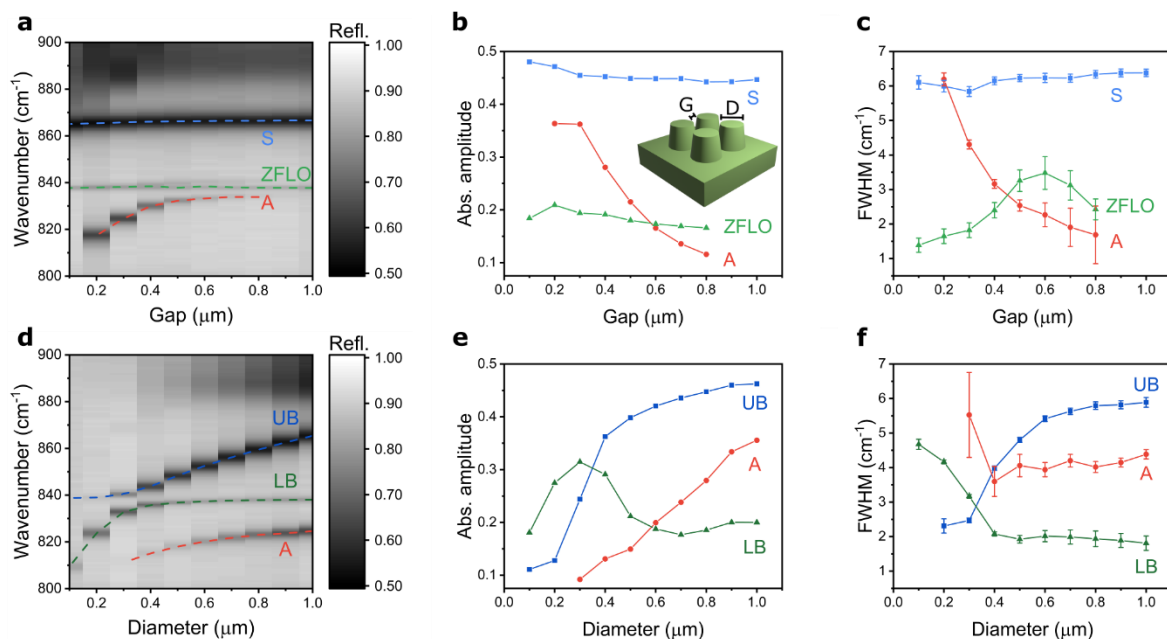 a
Refl.
900
880
860
840
820
800
Wavenumber (cm⁻¹)
S
ZFLO
A
1.00
0.90
0.80
0.70
0.60
0.50
0.2
0.4
0.6
0.8
1.0
Gap (μm)
b
0.5
0.4
0.3
0.2
0.1
Abs. amplitude
S
G
D
ZFLO
A
0.0
0.2
0.4
0.6
0.8
1.0
Gap (μm)
c
7
6
5
4
3
2
1
FWHM (cm⁻¹)
S
ZFLO
A
0.0
0.2
0.4
0.6
0.8
1.0
Gap (μm)
d
Refl.
900
880
860
840
820
800
Wavenumber (cm⁻¹)
UB
LB
A
1.00
0.90
0.80
0.70
0.60
0.50
0.2
0.4
0.6
0.8
1.0
Diameter (μm)
e
0.5
0.4
0.3
0.2
0.1
Abs. amplitude
UB
A
LB
0.0
0.2
0.4
0.6
0.8
1.0
Diameter (μm)
f
7
6
5
4
3
2
1
FWHM (cm⁻¹)
UB
A
LB
0.0
0.2
0.4
0.6
0.8
1.0
Diameter (μm)